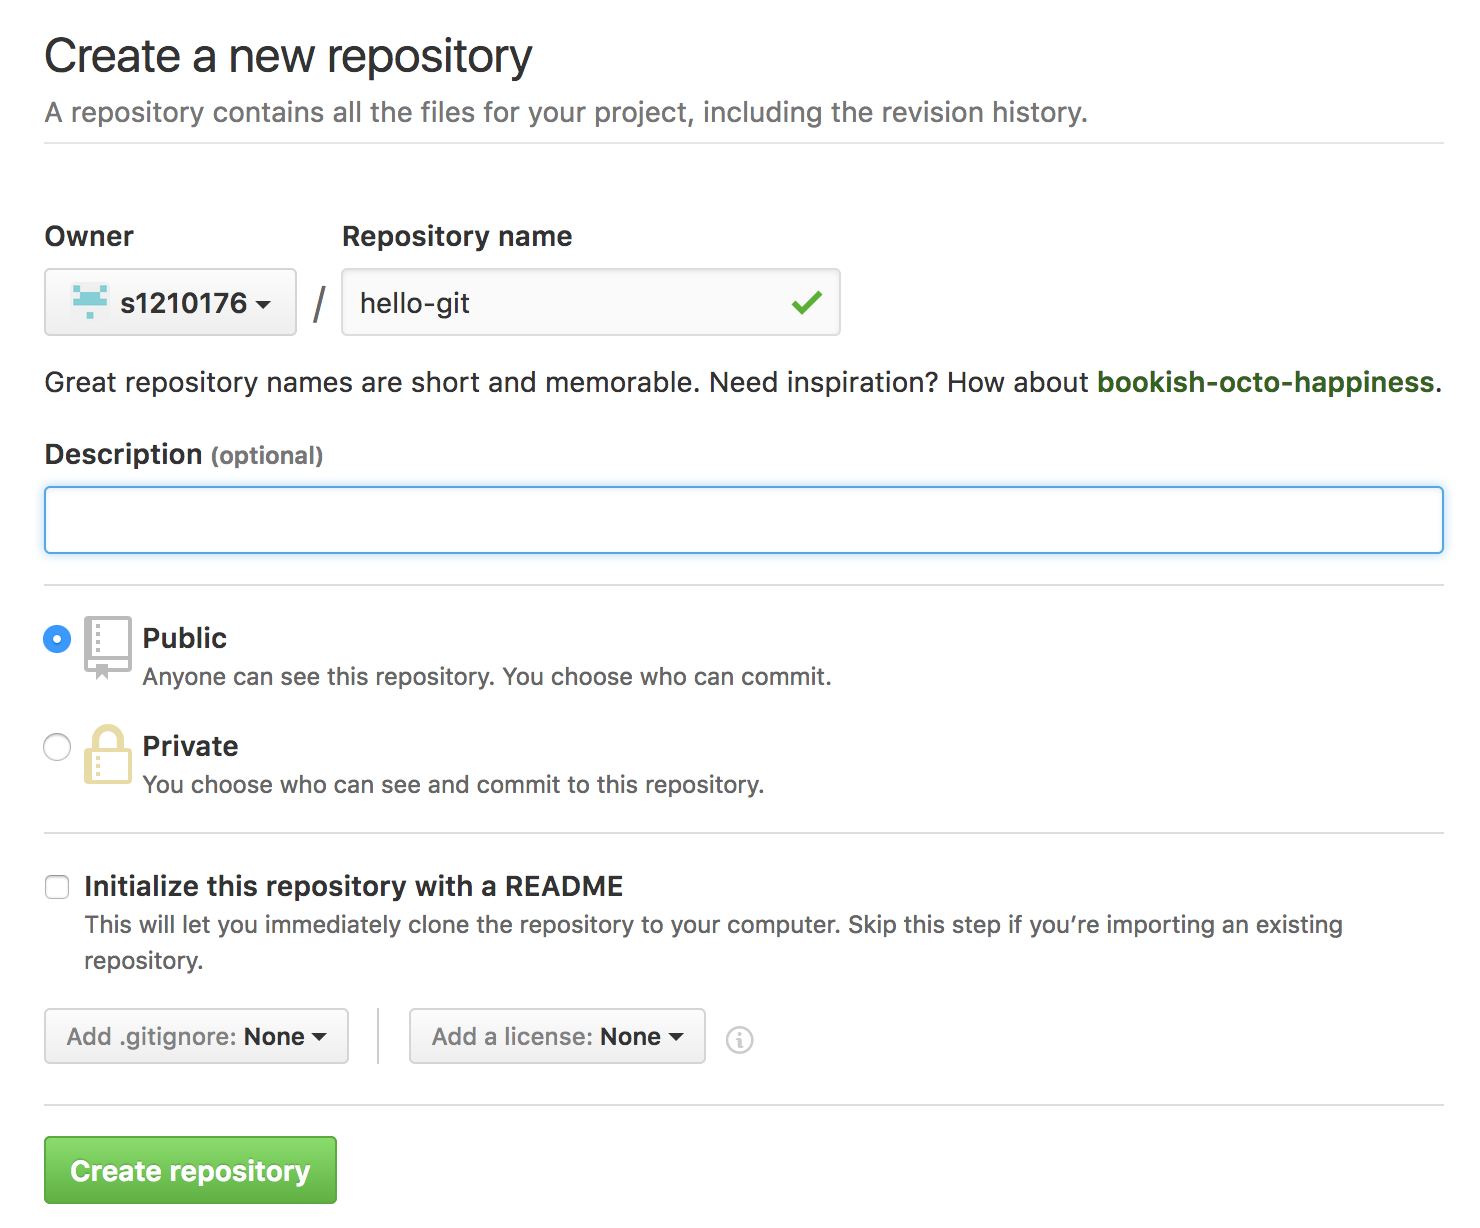 Create a new repository
A repository contains all the files for your project, including the revision history.
Owner
Repository name
s1210176
/
hello-git
Great repository names are short and memorable. Need inspiration? How about bookish-octo-happiness.
Description (optional)
Public
Anyone can see this repository. You choose who can commit.
Private
You choose who can see and commit to this repository.
Initialize this repository with a README
This will let you immediately clone the repository to your computer. Skip this step if you’re importing an existing
repository.
Add .gitignore: None
Add a license: None
Create repository